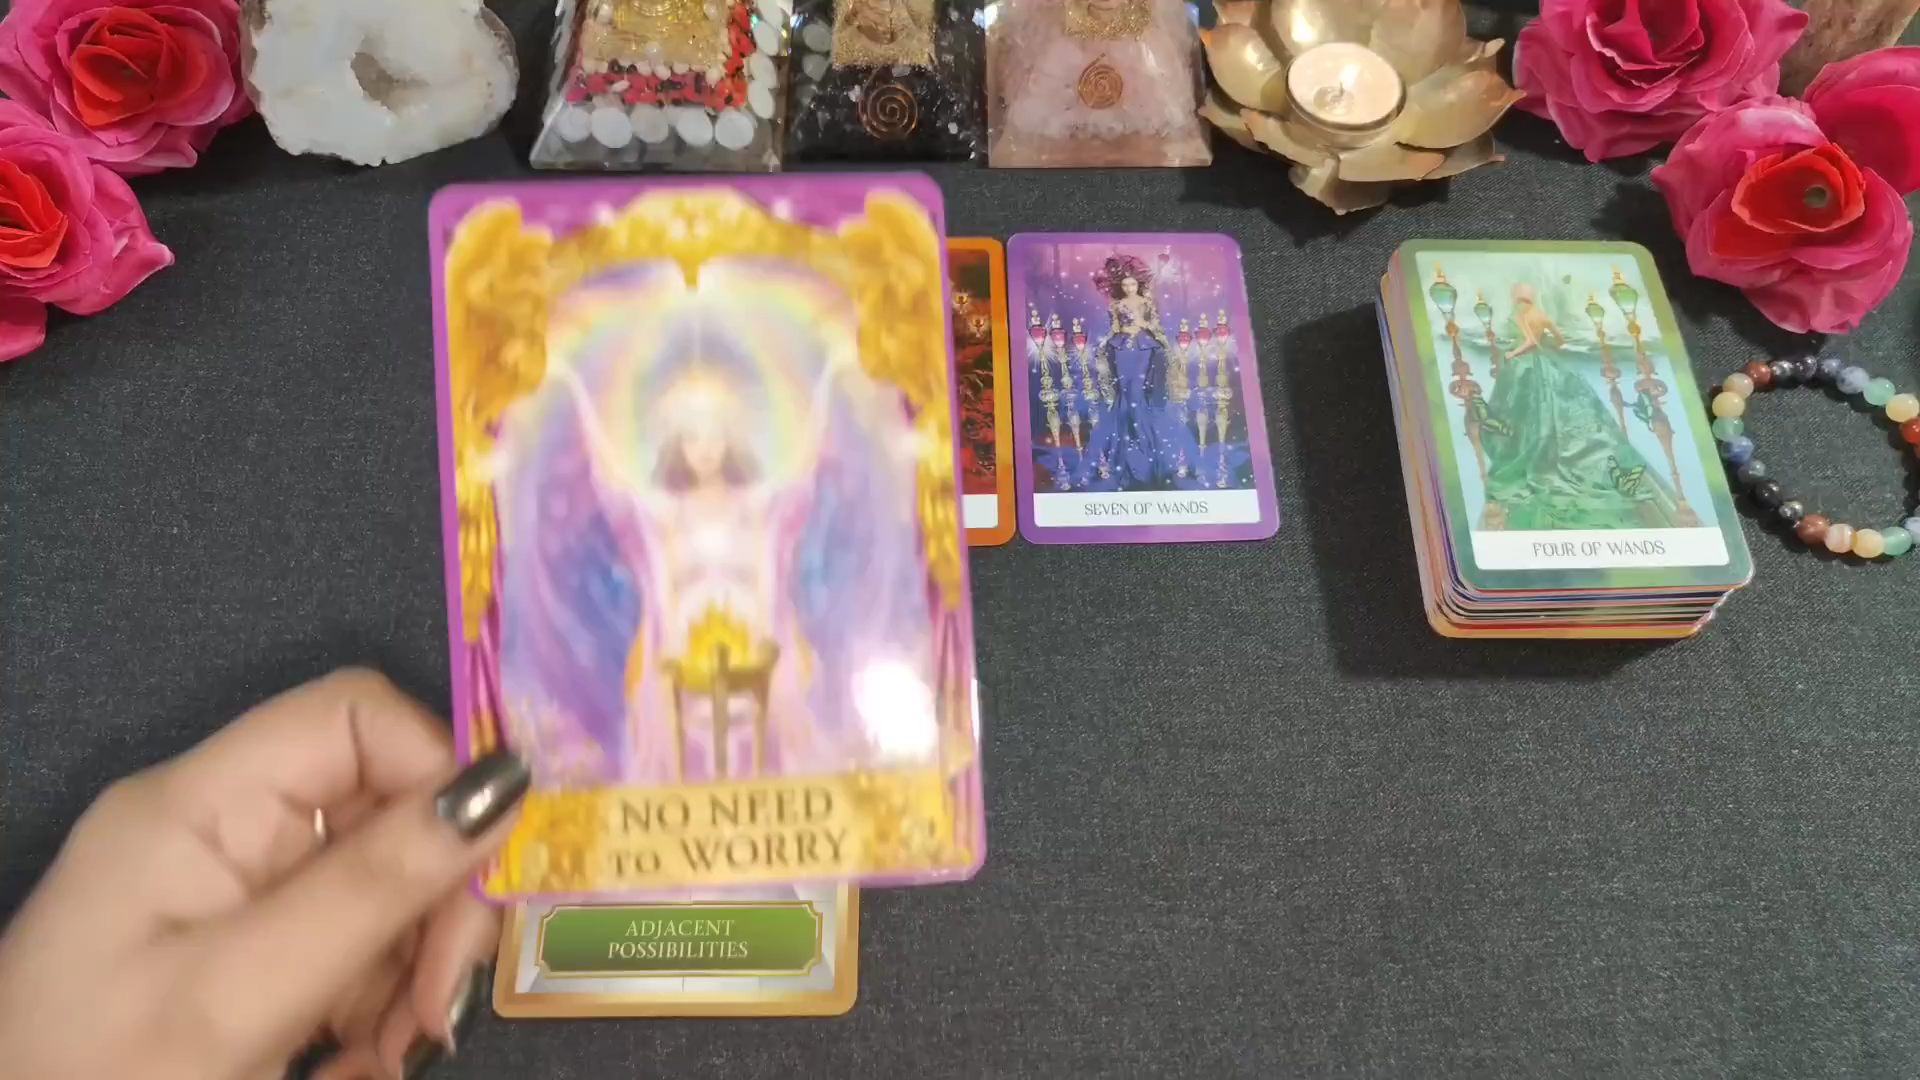 SEVEN OF WANDS
FOUR OF WANDS
NO NEED
TO WORRY
ADJACENT
POSSIBILITIES